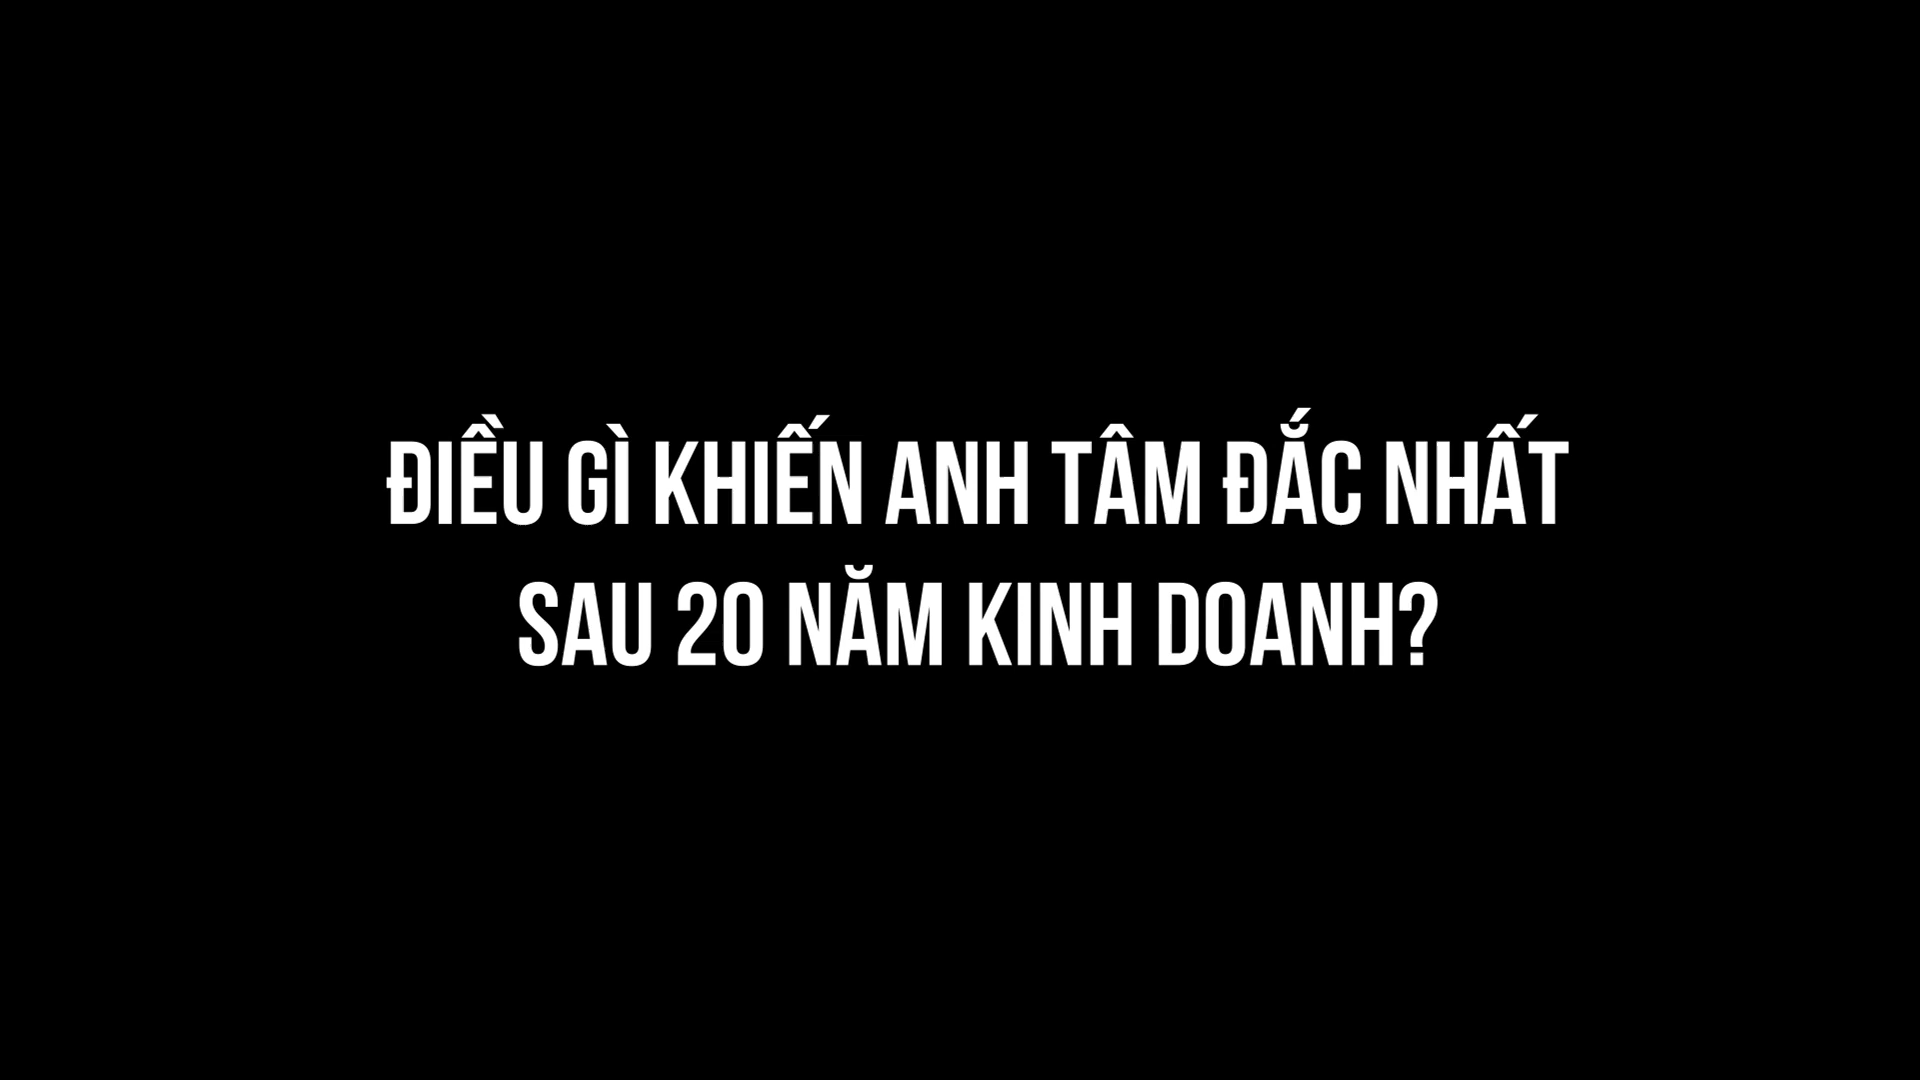 ĐIỀU GÌ KHIẾN ANH TÂM ĐẮC NHẤT
SAU 20 NĂM KINH DOANH?